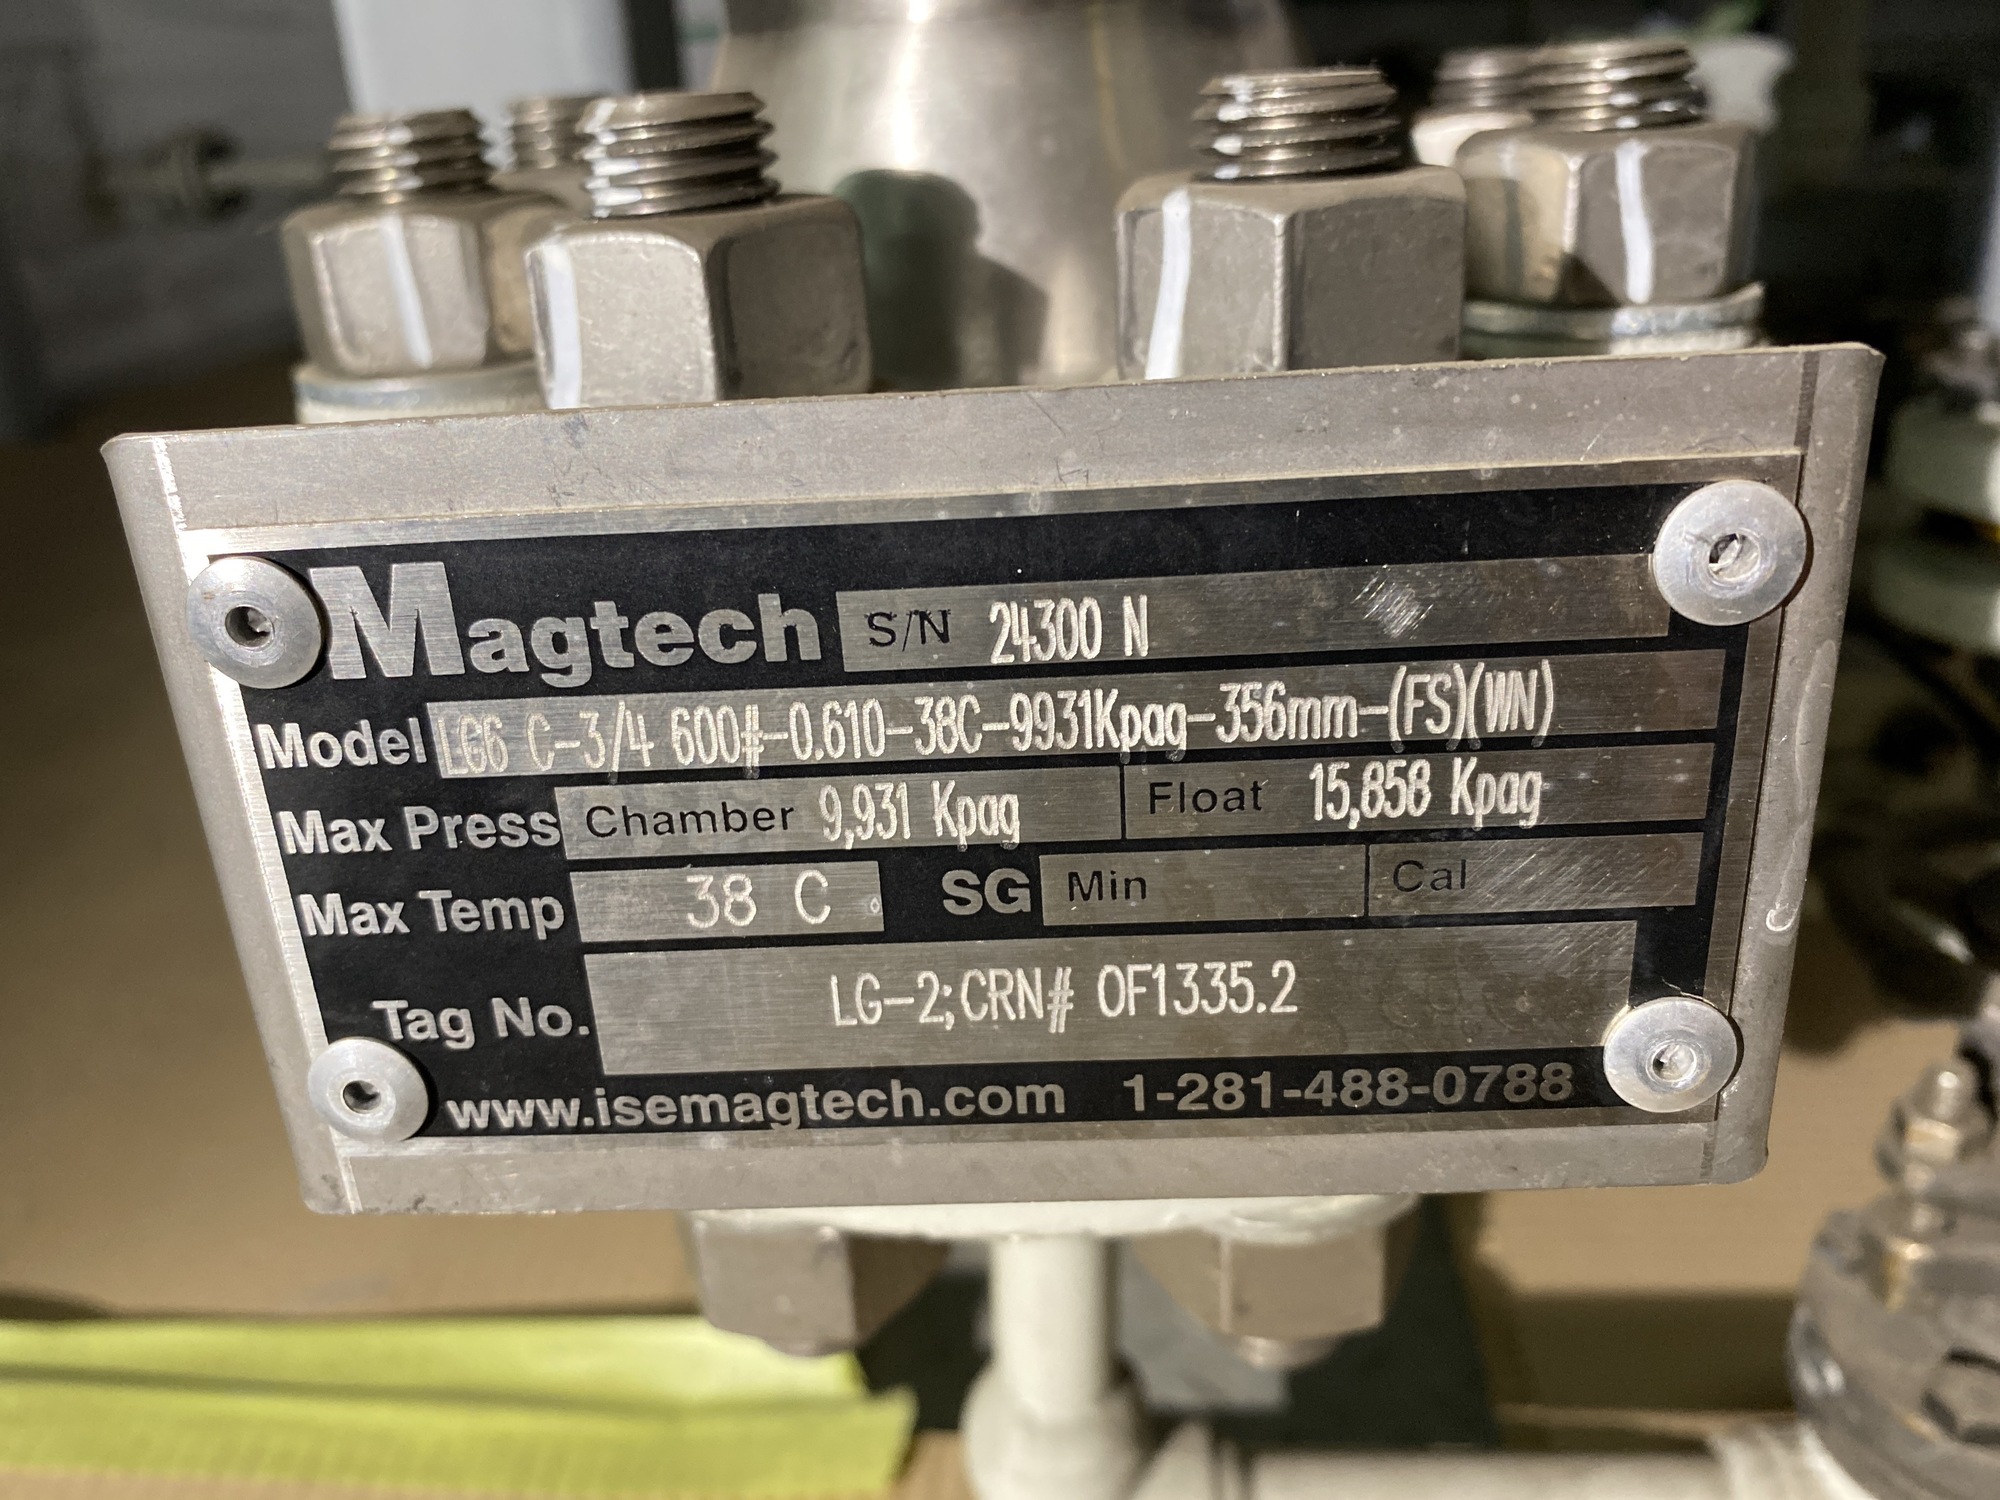 Magtech S/N 24300 N
Model LG6 C-3/4 600#-0.610-38C-9931Kpag-356mm-(FS)(WN)
Max Press Chamber 9,931 Kpag Float 15,858 Kpag
Max Temp 38 C SG Min Cal
Tag No. LG-2;CRN# 0F1335.2
www.isemagtech.com 1-281-488-0788